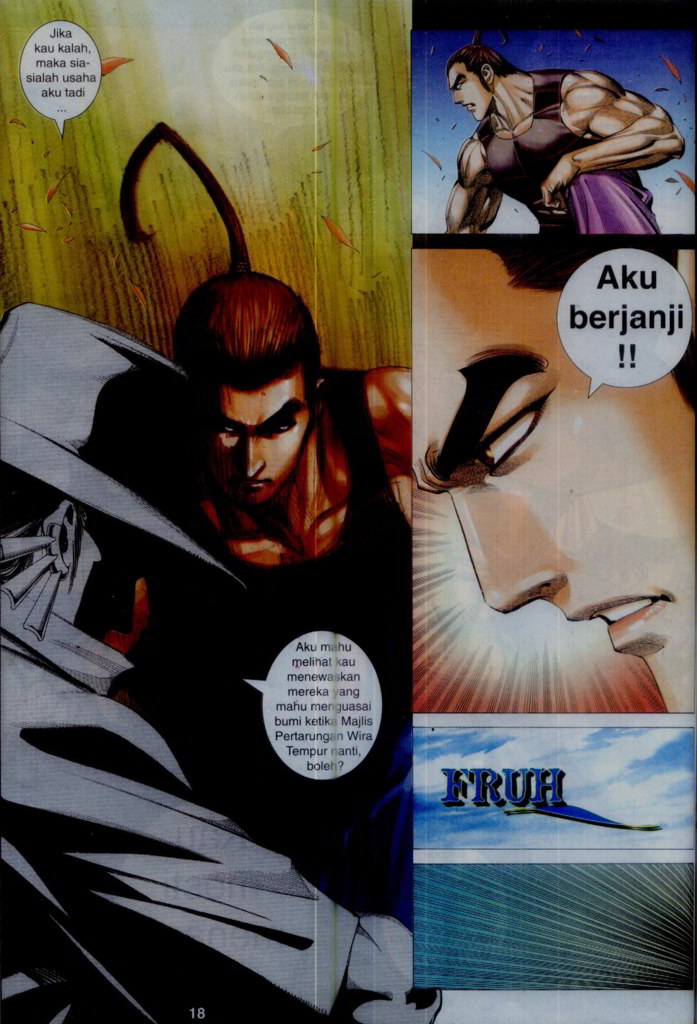 Jika
kau kalah,
maka sia-
sialah usaha
aku tadi
...
Aku mahu
melihat kau
menewaskan
mereka yang
mahu menguasai
bumi ketika Majlis
Pertarungan Wira
Tempur nanti,
boleh?
Aku
berjanji
!!
FRUH
18